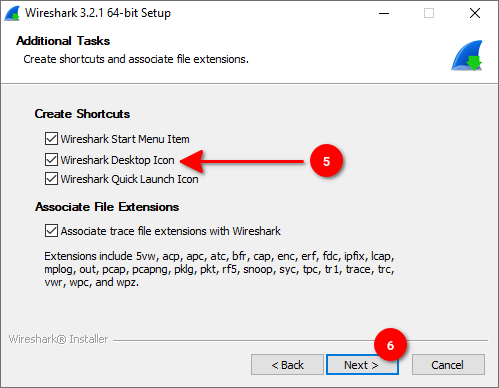 Wireshark 3.2.1 64-bit Setup
Additional Tasks
Create shortcuts and associate file extensions.
Create Shortcuts
Wireshark Start Menu Item
Wireshark Desktop Icon
5
Wireshark Quick Launch Icon
Associate File Extensions
Associate trace file extensions with Wireshark
Extensions include 5vw, acp, apc, atc, bfr, cap, enc, erf, fdc, ipfix, lcap,
mplog, out, pcap, pcapng, pklg, pkt, rf5, snoop, syc, tpc, tr1, trace, trc,
vwr, wpc, and wpz.
Wireshark® Installer
6
< Back
Next >
Cancel